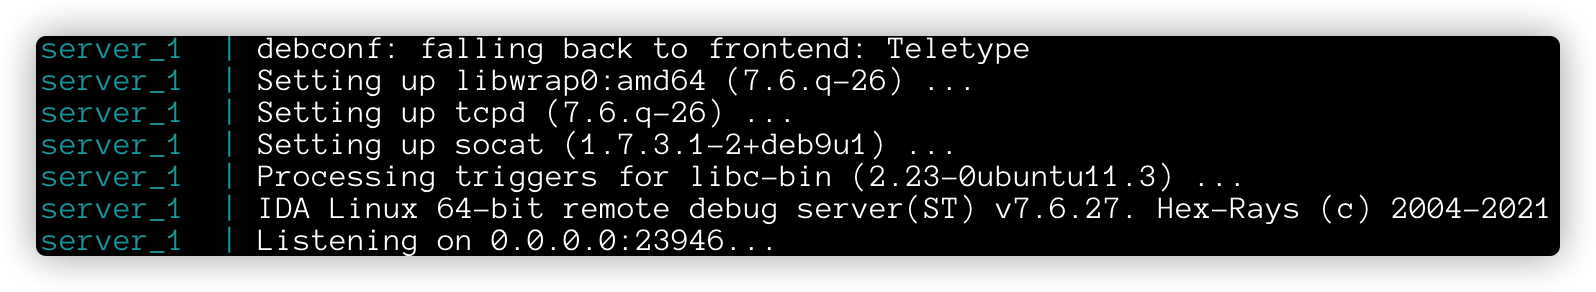 server_1  | debconf: falling back to frontend: Teletype
server_1  | Setting up libwrap0:amd64 (7.6.q-26) ...
server_1  | Setting up tcpd (7.6.q-26) ...
server_1  | Setting up socat (1.7.3.1-2+deb9u1) ...
server_1  | Processing triggers for libc-bin (2.23-0ubuntu11.3) ...
server_1  | IDA Linux 64-bit remote debug server(ST) v7.6.27. Hex-Rays (c) 2004-2021
server_1  | Listening on 0.0.0.0:23946...